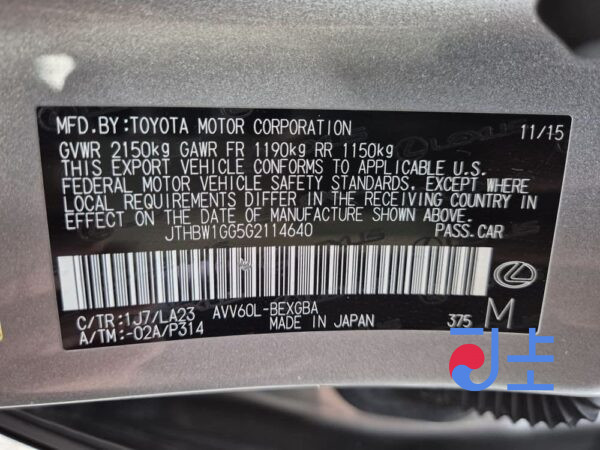 MFD.BY:TOYOTA MOTOR CORPORATION 11/15
GVWR 2150kg GAWR FR 1190kg RR 1150kg
THIS EXPORT VEHICLE CONFORMS TO APPLICABLE U.S.
FEDERAL MOTOR VEHICLE SAFETY STANDARDS. EXCEPT WHERE
LOCAL REQUIREMENTS DIFFERED IN THE RECEIVING COUNTRY IN
EFFECT ON THE DATE OF MANUFACTURE SHOWN ABOVE.
JTHBW1GG5G2114640 PASS.CAR
C/TR:1J7/LA23 AVV60L-BEXGBA
A/TM:-02A/P314 MADE IN JAPAN 375 M